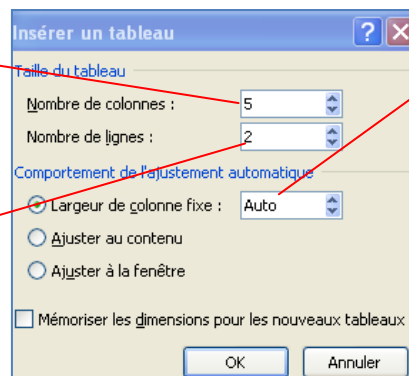 Insérer un tableau
Taille du tableau
Nombre de colonnes : 5
Nombre de lignes : 2
Comportement de l'ajustement automatique
Largeur de colonne fixe : Auto
Ajuster au contenu
Ajuster à la fenêtre
Mémoriser les dimensions pour les nouveaux tableaux
OK Annuler